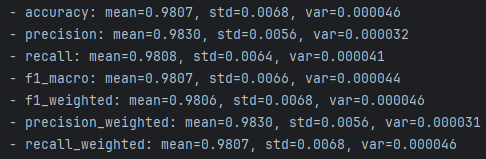 - accuracy: mean=0.9807, std=0.0068, var=0.000046
- precision: mean=0.9830, std=0.0056, var=0.000032
- recall: mean=0.9808, std=0.0064, var=0.000041
- f1_macro: mean=0.9807, std=0.0066, var=0.000044
- f1_weighted: mean=0.9806, std=0.0068, var=0.000046
- precision_weighted: mean=0.9830, std=0.0056, var=0.000031
- recall_weighted: mean=0.9807, std=0.0068, var=0.000046